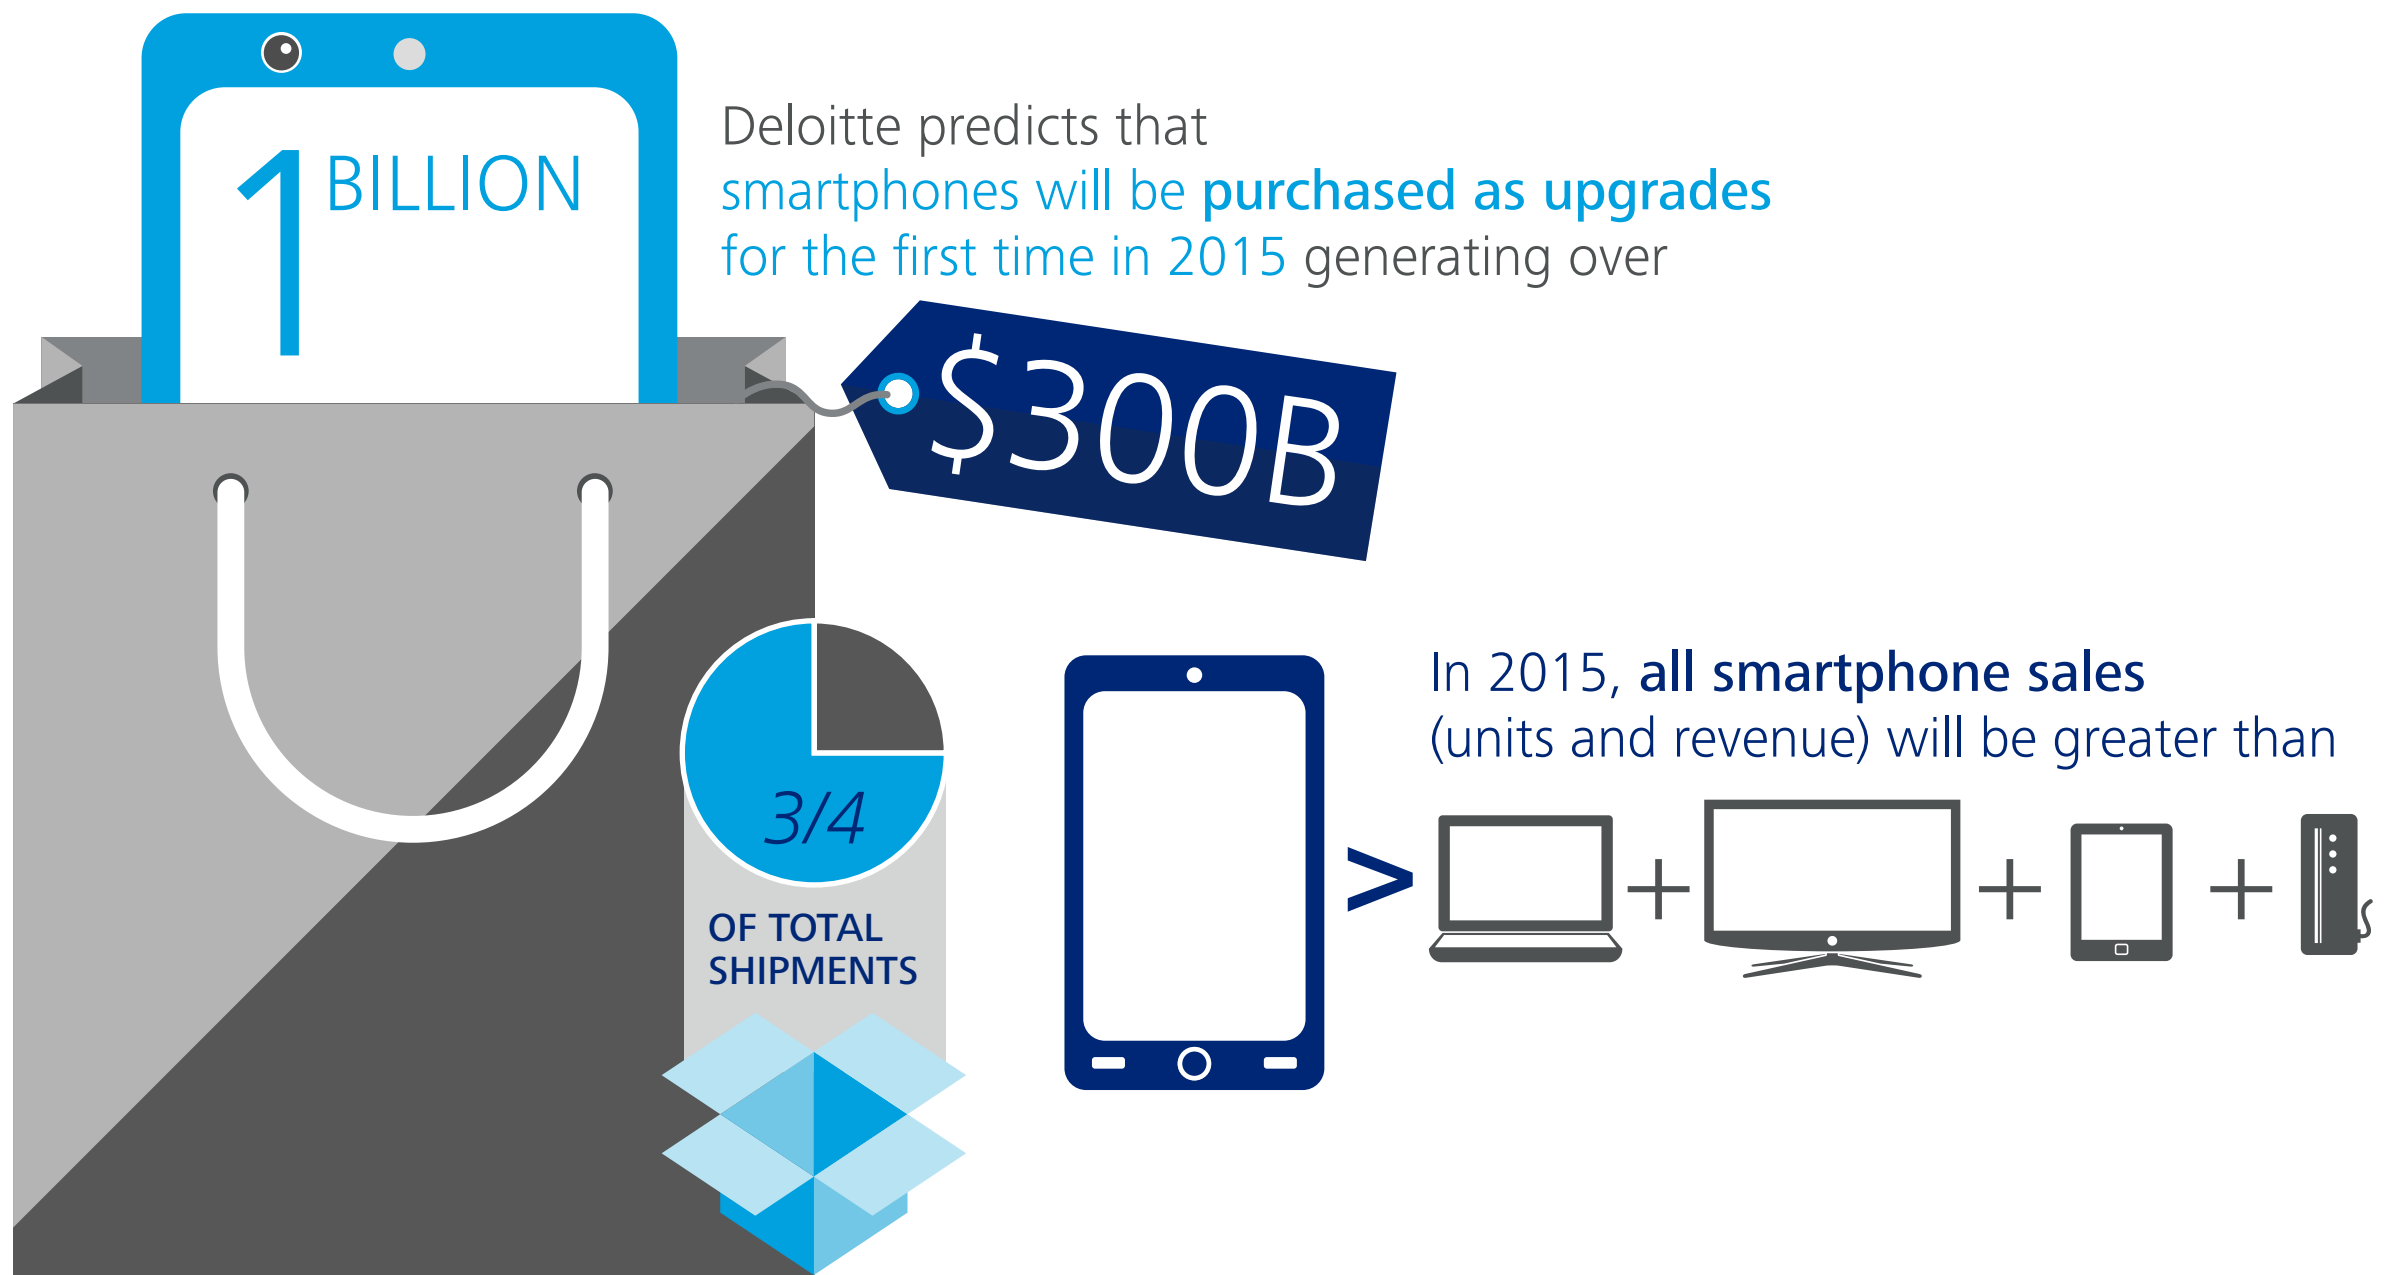 1 BILLION
Deloitte predicts that
smartphones will be purchased as upgrades
for the first time in 2015 generating over
$300B
3/4
OF TOTAL
SHIPMENTS
In 2015, all smartphone sales
(units and revenue) will be greater than
>
+ + +